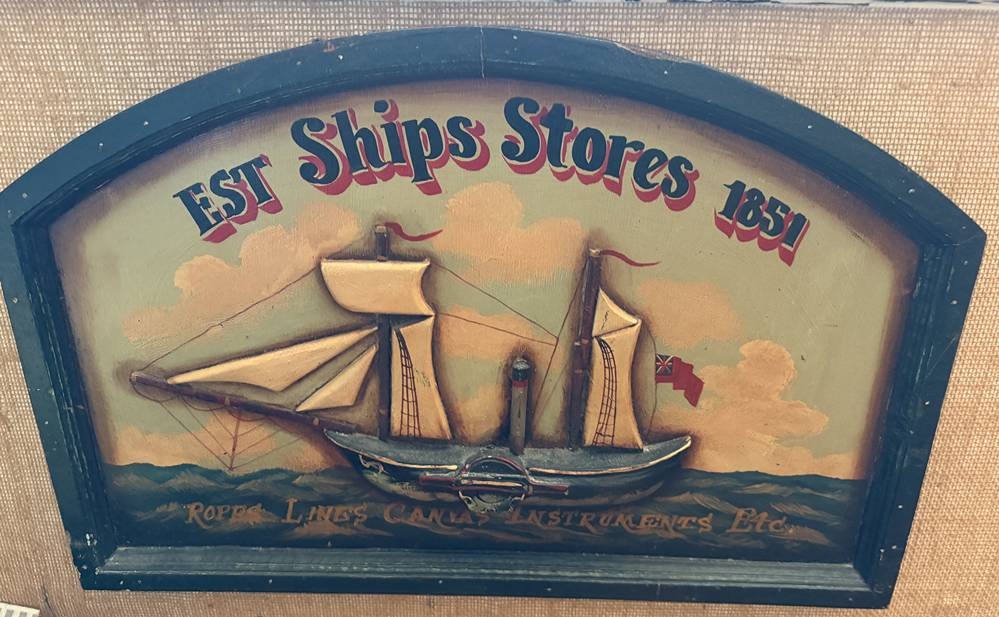 EST Ships Stores 1851
ROPES LINES CANVAS INSTRUMENTS Etc.